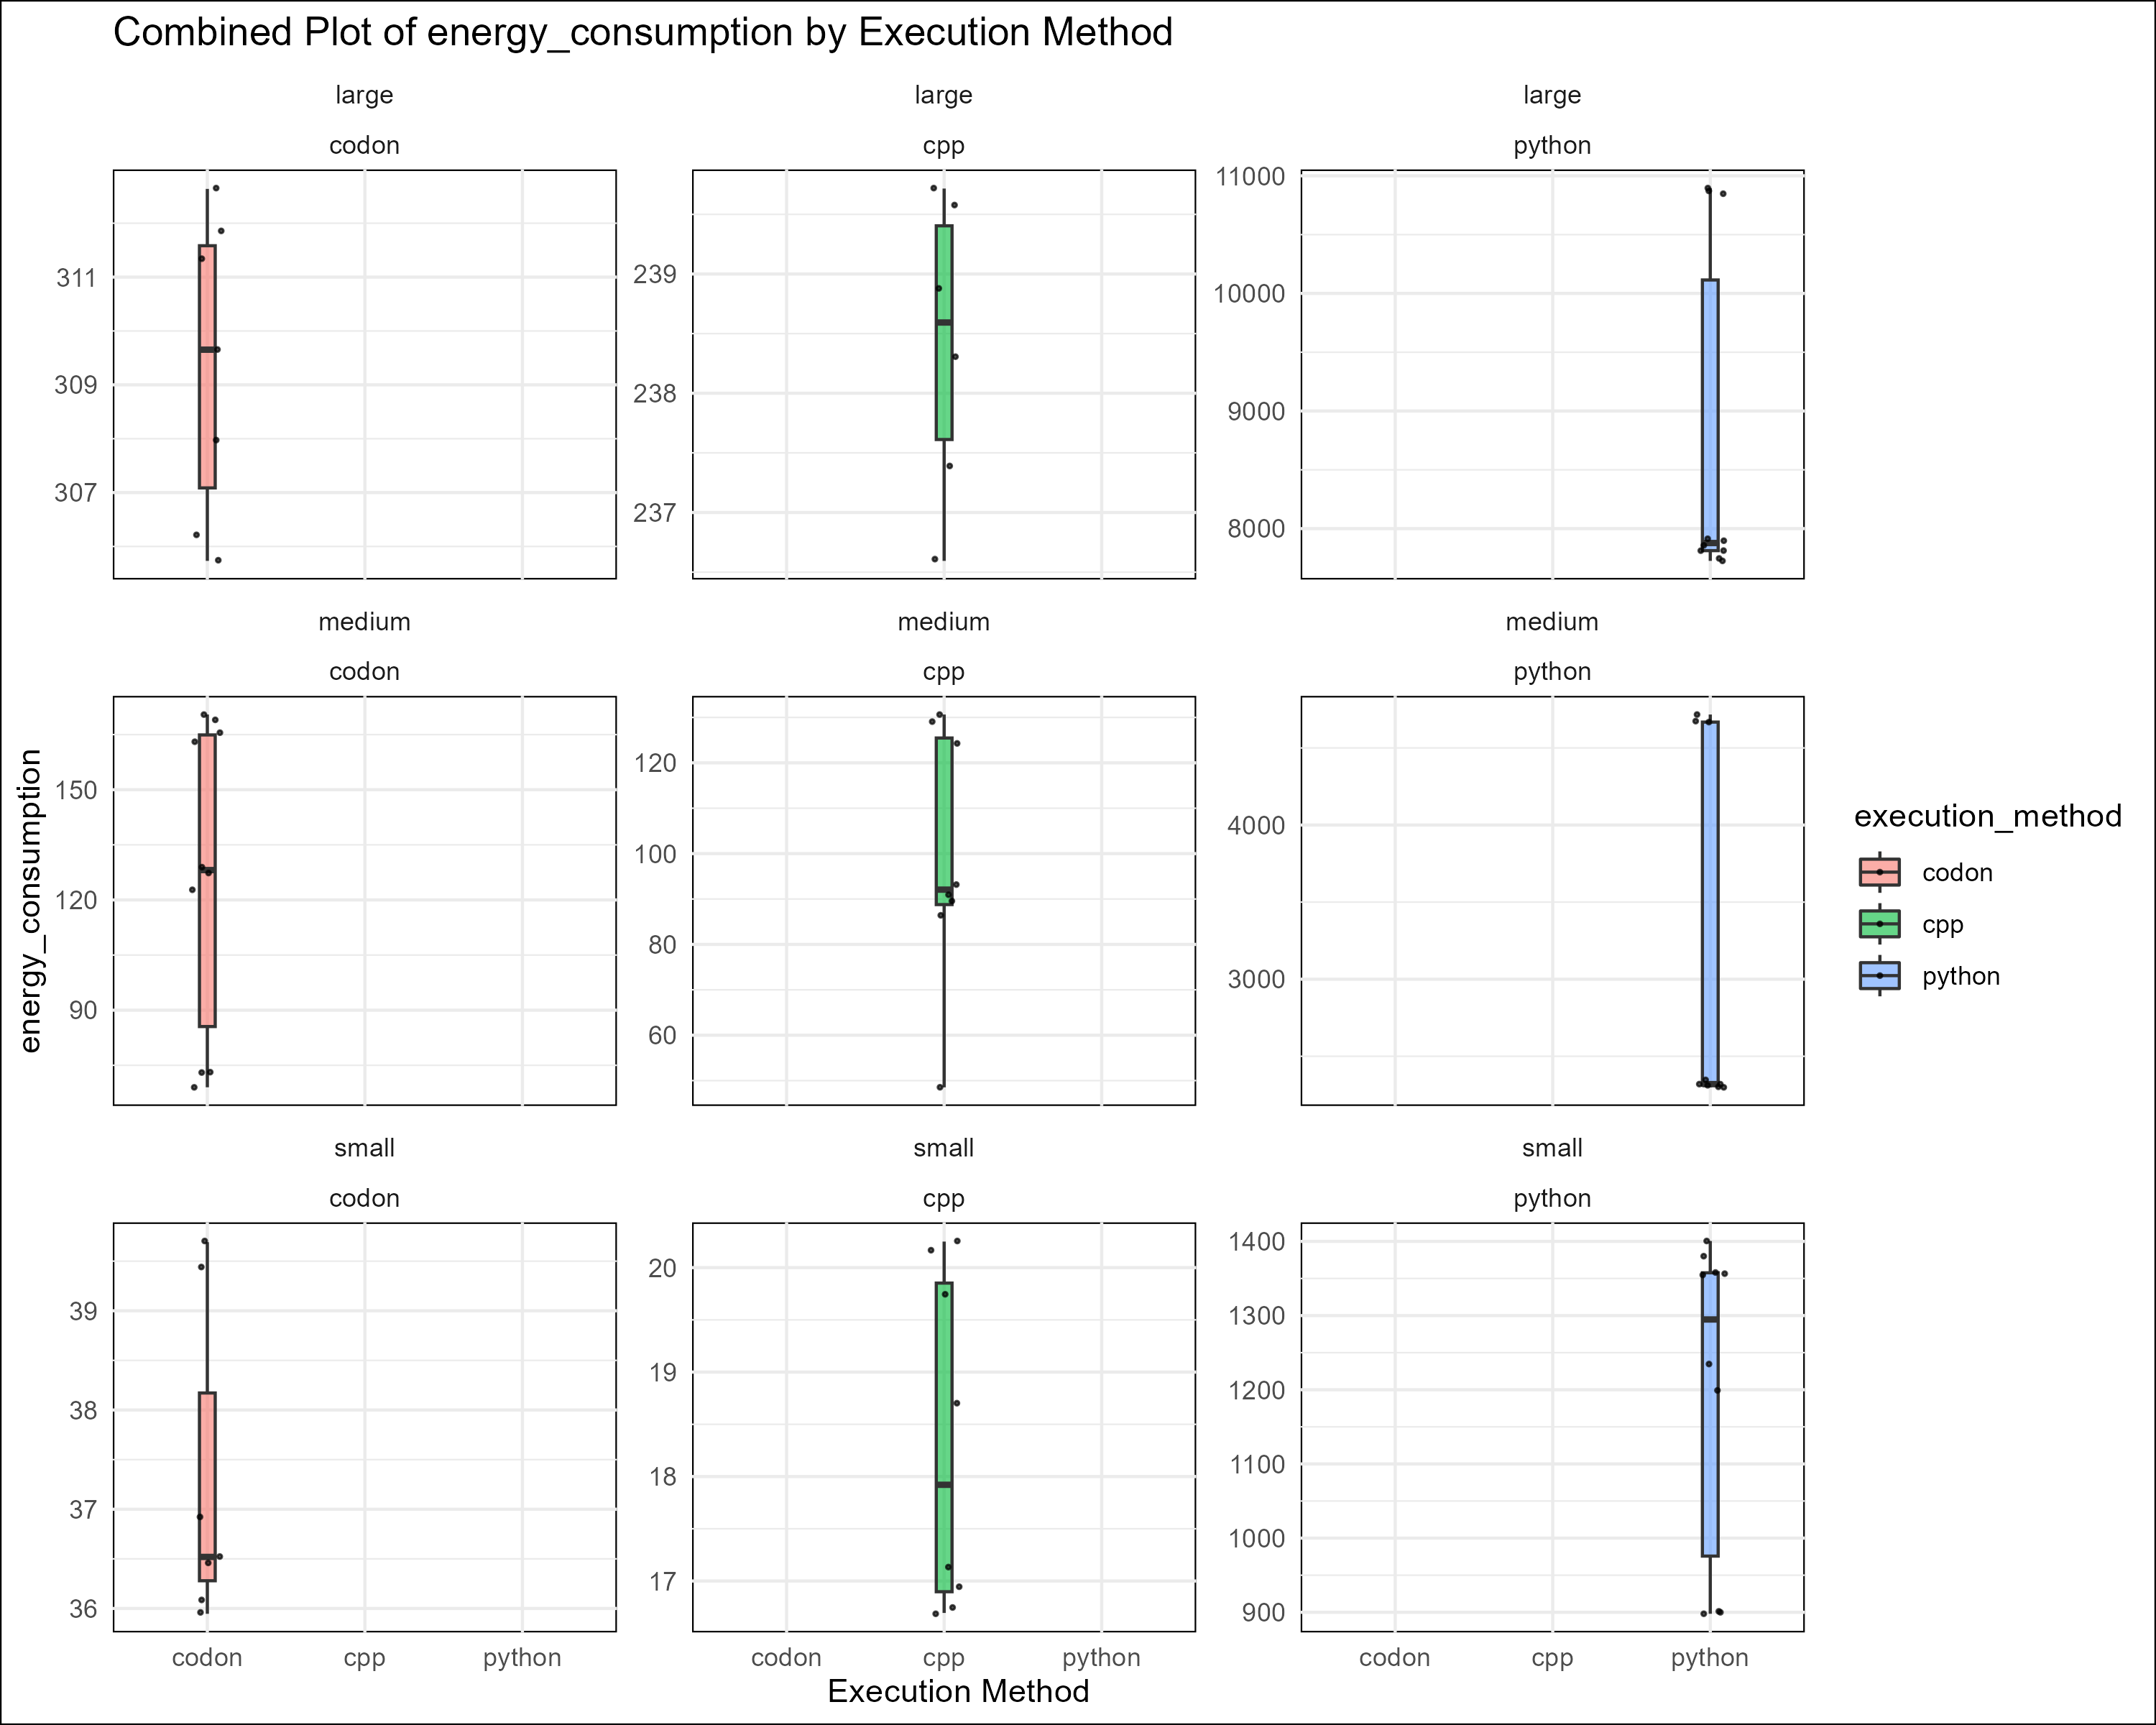 Combined Plot of energy_consumption by Execution Method
large
large
large
codon
cpp
python
311
309
307
239
238
237
11000
10000
9000
8000
medium
medium
medium
codon
cpp
python
150
120
90
120
100
80
60
4000
3000
small
small
small
codon
cpp
python
39
38
37
36
20
19
18
17
1400
1300
1200
1100
1000
900
codon cpp python
codon cpp python
codon cpp python
Execution Method
energy_consumption
execution_method
codon
cpp
python